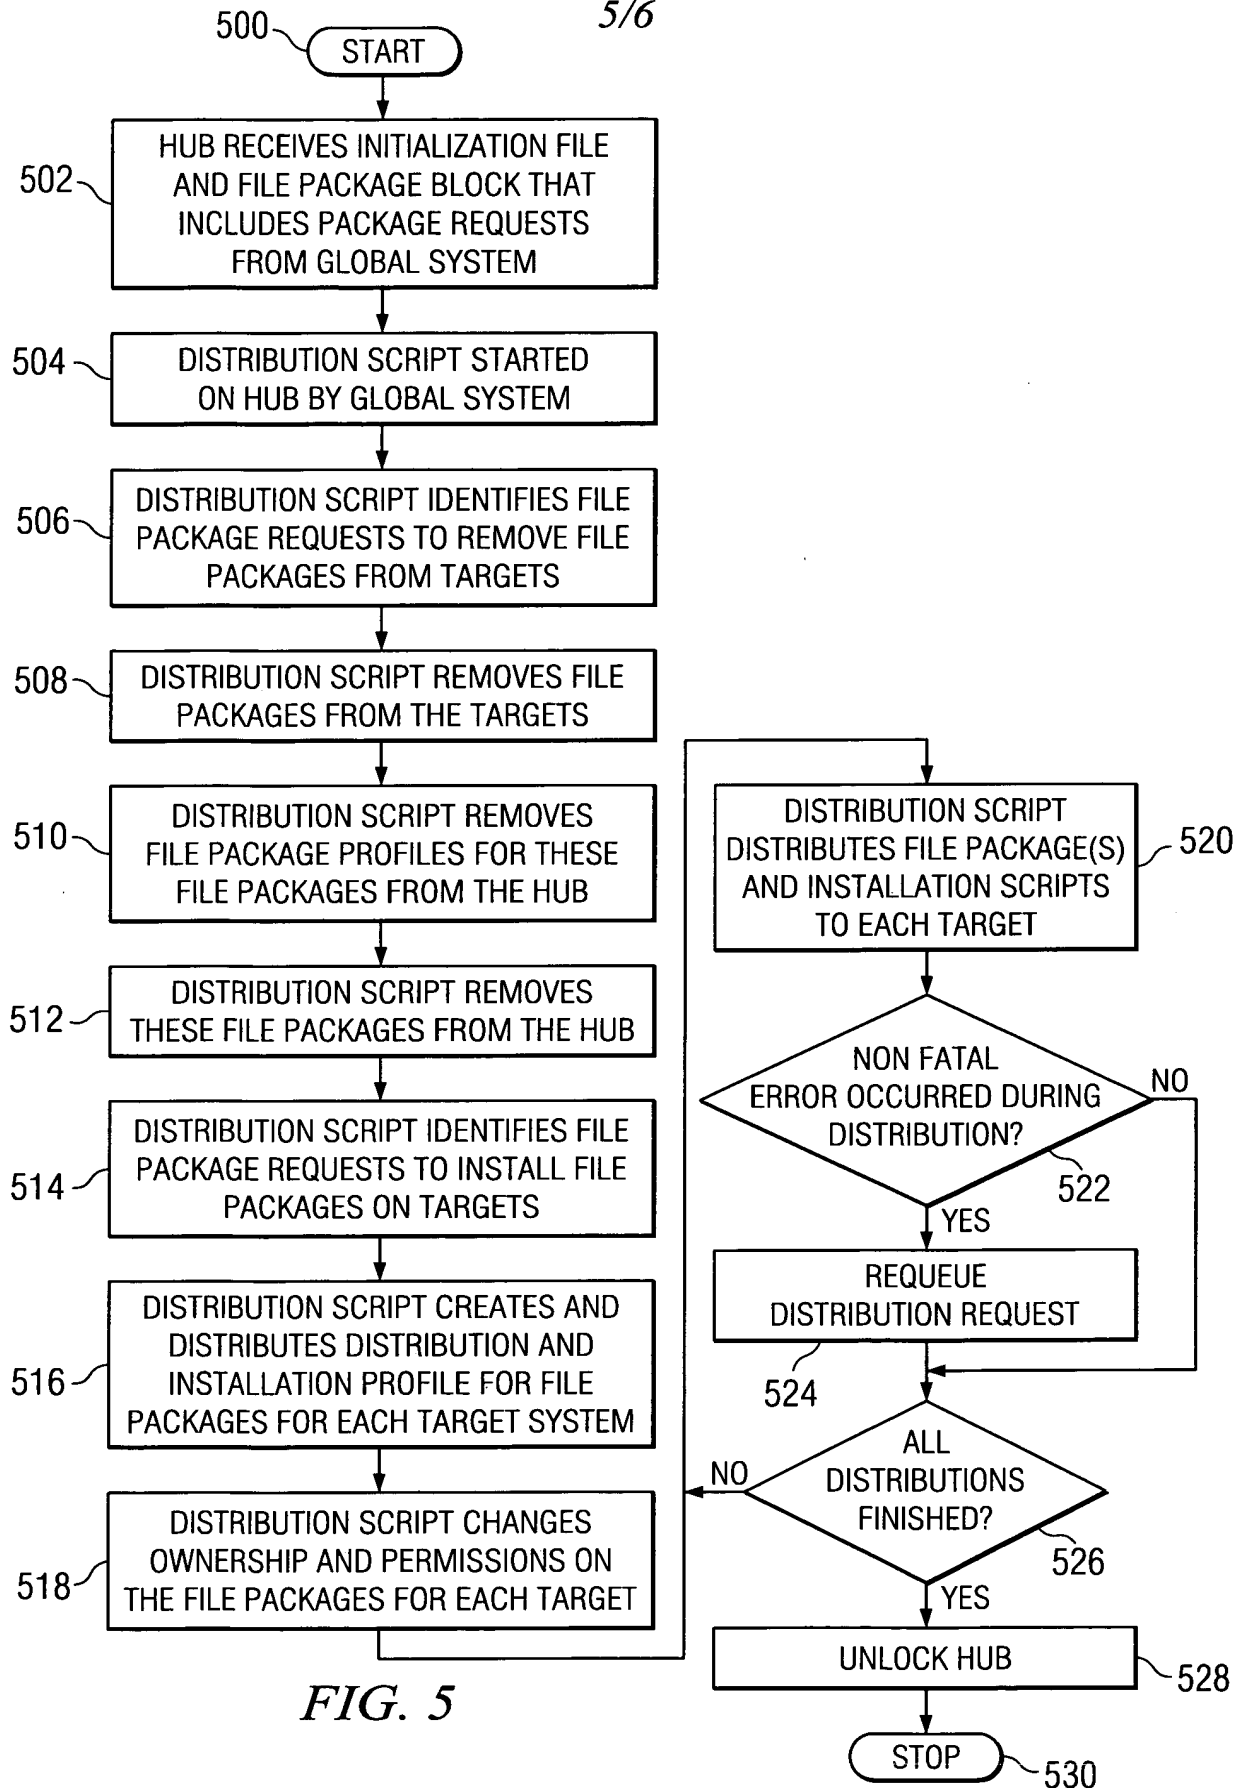 5/6
500
START
502
HUB RECEIVES INITIALIZATION FILE
AND FILE PACKAGE BLOCK THAT
INCLUDES PACKAGE REQUESTS
FROM GLOBAL SYSTEM
504
DISTRIBUTION SCRIPT STARTED
ON HUB BY GLOBAL SYSTEM
506
DISTRIBUTION SCRIPT IDENTIFIES FILE
PACKAGE REQUESTS TO REMOVE FILE
PACKAGES FROM TARGETS
508
DISTRIBUTION SCRIPT REMOVES FILE
PACKAGES FROM THE TARGETS
510
DISTRIBUTION SCRIPT REMOVES
FILE PACKAGE PROFILES FOR THESE
FILE PACKAGES FROM THE HUB
512
DISTRIBUTION SCRIPT REMOVES
THESE FILE PACKAGES FROM THE HUB
514
DISTRIBUTION SCRIPT IDENTIFIES FILE
PACKAGE REQUESTS TO INSTALL FILE
PACKAGES ON TARGETS
516
DISTRIBUTION SCRIPT CREATES AND
DISTRIBUTES DISTRIBUTION AND
INSTALLATION PROFILE FOR FILE
PACKAGES FOR EACH TARGET SYSTEM
518
DISTRIBUTION SCRIPT CHANGES
OWNERSHIP AND PERMISSIONS ON
THE FILE PACKAGES FOR EACH TARGET
DISTRIBUTION SCRIPT
DISTRIBUTES FILE PACKAGE(S)
AND INSTALLATION SCRIPTS
TO EACH TARGET
520
NON FATAL
ERROR OCCURRED DURING
DISTRIBUTION?
NO
522
YES
REQUEUE
DISTRIBUTION REQUEST
524
ALL
DISTRIBUTIONS
FINISHED?
NO
526
YES
UNLOCK HUB
528
STOP
530
FIG. 5